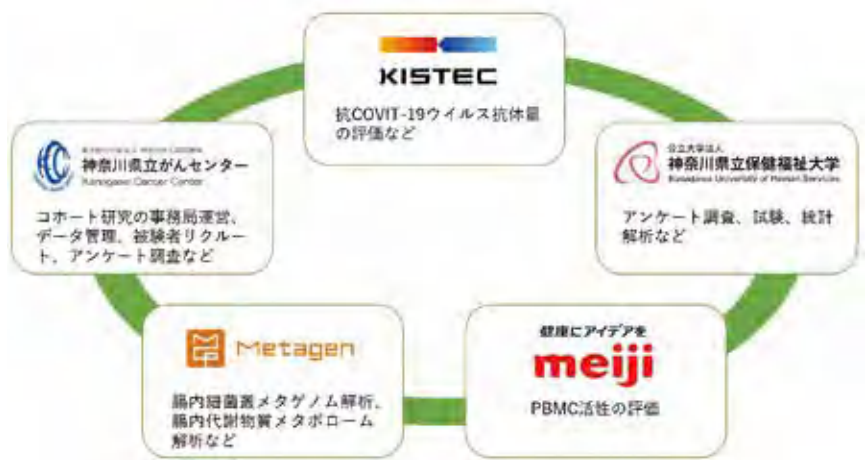 KISTEC
抗COVIT-19ウイルス抗体量
の評価など
神奈川県立がんセンター
Kanagawa Cancer Center
コホート研究の事務局運営、
データ管理、被験者リクルー
ト、アンケート調査など
公立大学法人
神奈川県立保健福祉大学
Kanagawa University of Human Services
アンケート調査、試験、統計
解析など
Metagen
腸内細菌叢メタゲノム解析、
腸内代謝物質メタボローム
解析など
健康にアイデアを
meiji
PBMC活性の評価